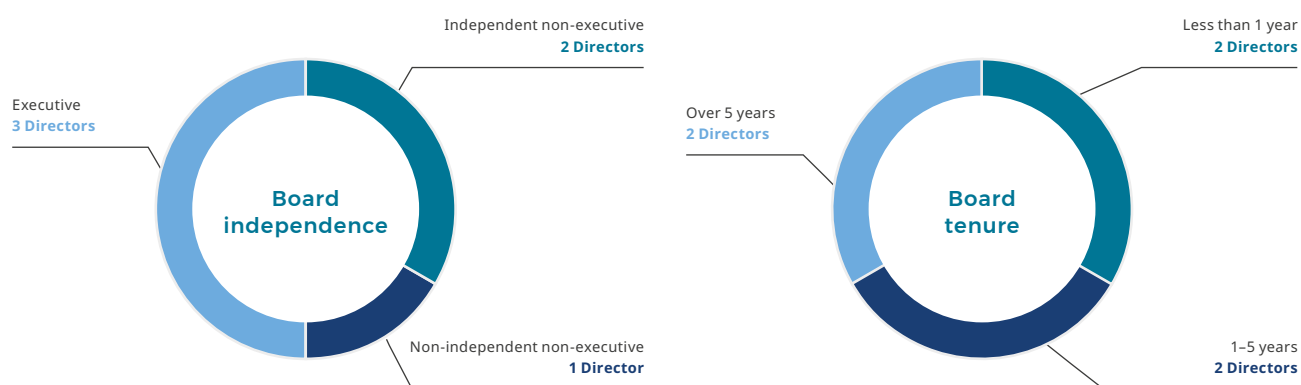 Independent non-executive
2 Directors
Executive
3 Directors
Board
independence
Non-independent non-executive
1 Director
Less than 1 year
2 Directors
Over 5 years
2 Directors
Board
tenure
1–5 years
2 Directors